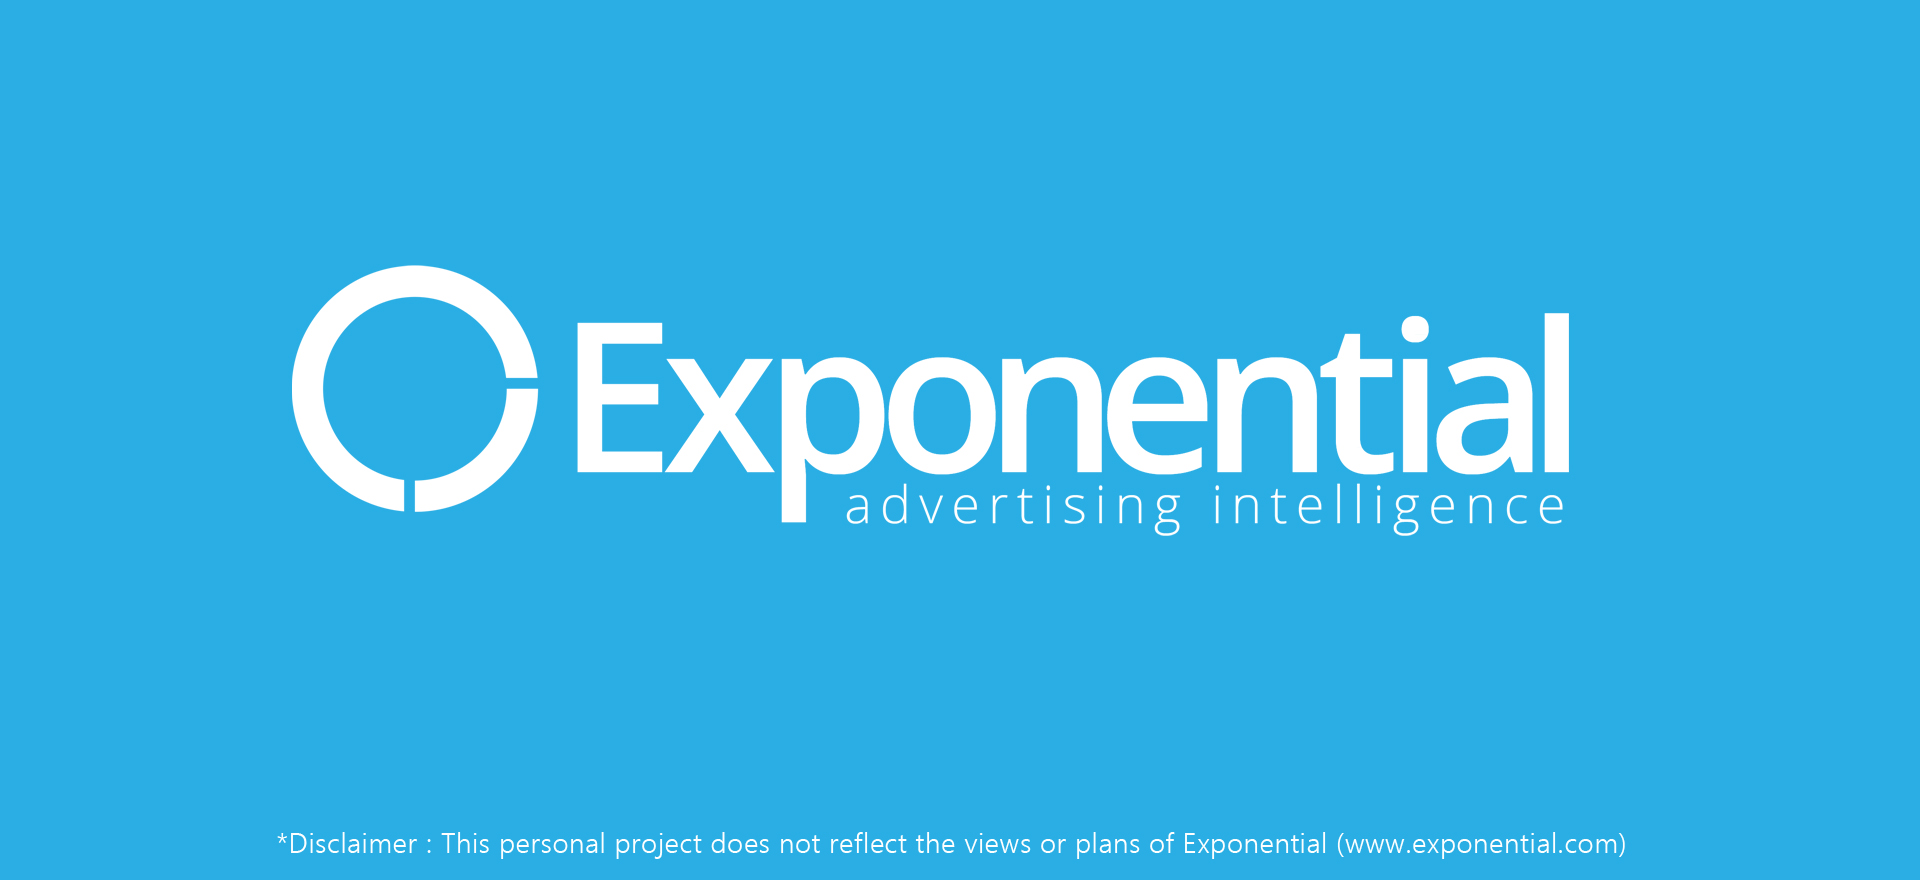 Exponential
advertising intelligence
*Disclaimer : This personal project does not reflect the views or plans of Exponential (www.exponential.com)